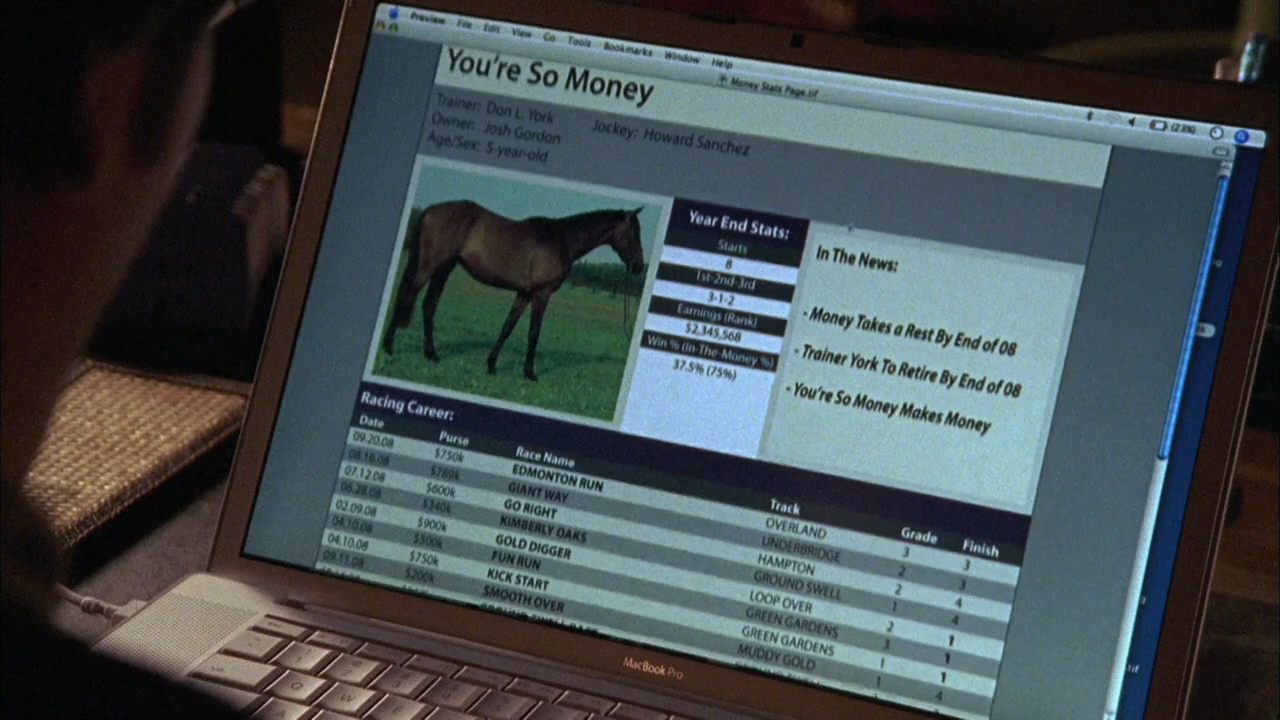 Preview File Edit View Go Tools Bookmarks Window Help
Money Stats Page.tif
(23%)
You're So Money
Trainer: Don L. York
Owner: Josh Gordon
Age/Sex: 5-year-old
Jockey: Howard Sanchez
Year End Stats:
Starts
8
1st-2nd-3rd
3-1-2
Earnings (Rank)
$2,345,568
Win % (In-The-Money %)
37.5% (75%)
In The News:
- Money Takes a Rest By End of 08
- Trainer York To Retire By End of 08
- You're So Money Makes Money
Racing Career:
Date Purse Race Name Track Grade Finish
09.20.08 $750k EDMONTON RUN OVERLAND 3 3
08.16.08 $789k GIANT WAY UNDERBRIDGE 2 3
07.12.08 $600k GO RIGHT HAMPTON 2 4
06.28.08 $340k KIMBERLY OAKS GROUND SWELL 1 4
02.09.08 $900k GOLD DIGGER LOOP OVER 2 1
04.10.08 $500k FUN RUN GREEN GARDENS 3 1
04.10.08 $750k KICK START GREEN GARDENS 1 1
09.11.08 $200k SMOOTH OVER MUDDY GOLD 1 4
MacBook Pro
Q W
A